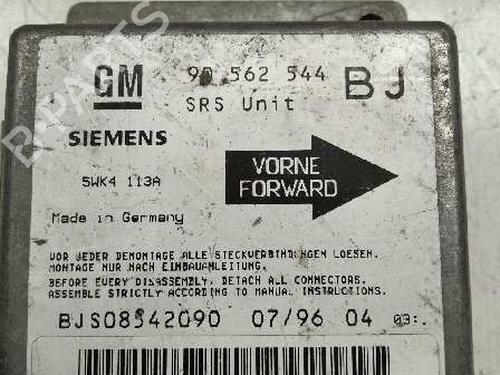 GM 90 562 544 BJ
SRS Unit
SIEMENS
5WK4 113A
VORNE
FORWARD
Made in Germany
VOR JEDER DEMONTAGE ALLE STECKVERBINDUNGEN LOESEN.
MONTAGE NUR NACH EINBAUANLEITUNG.
BEFORE EVERY DISASSEMBLY, DETACH ALL CONNECTORS.
ASSEMBLE STRICTLY ACCORDING TO MANUAL INSTRUCTIONS.
BJS08542090 07/96 04 03:.
B-PARTS